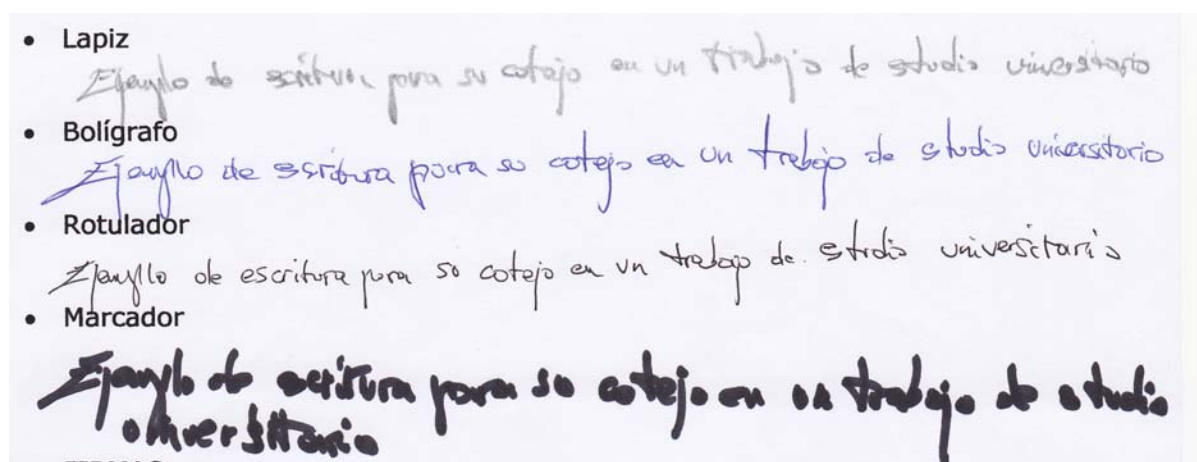 • Lapiz
Ejemplo de escritura para su cotejo en un trabajo de estudio universitario
• Bolígrafo
Ejemplo de escritura para su cotejo en un trabajo de estudio universitario
• Rotulador
Ejemplo de escritura para su cotejo en un trabajo de estudio universitario
• Marcador
Ejemplo de escritura para su cotejo en un trabajo de estudio
universitario